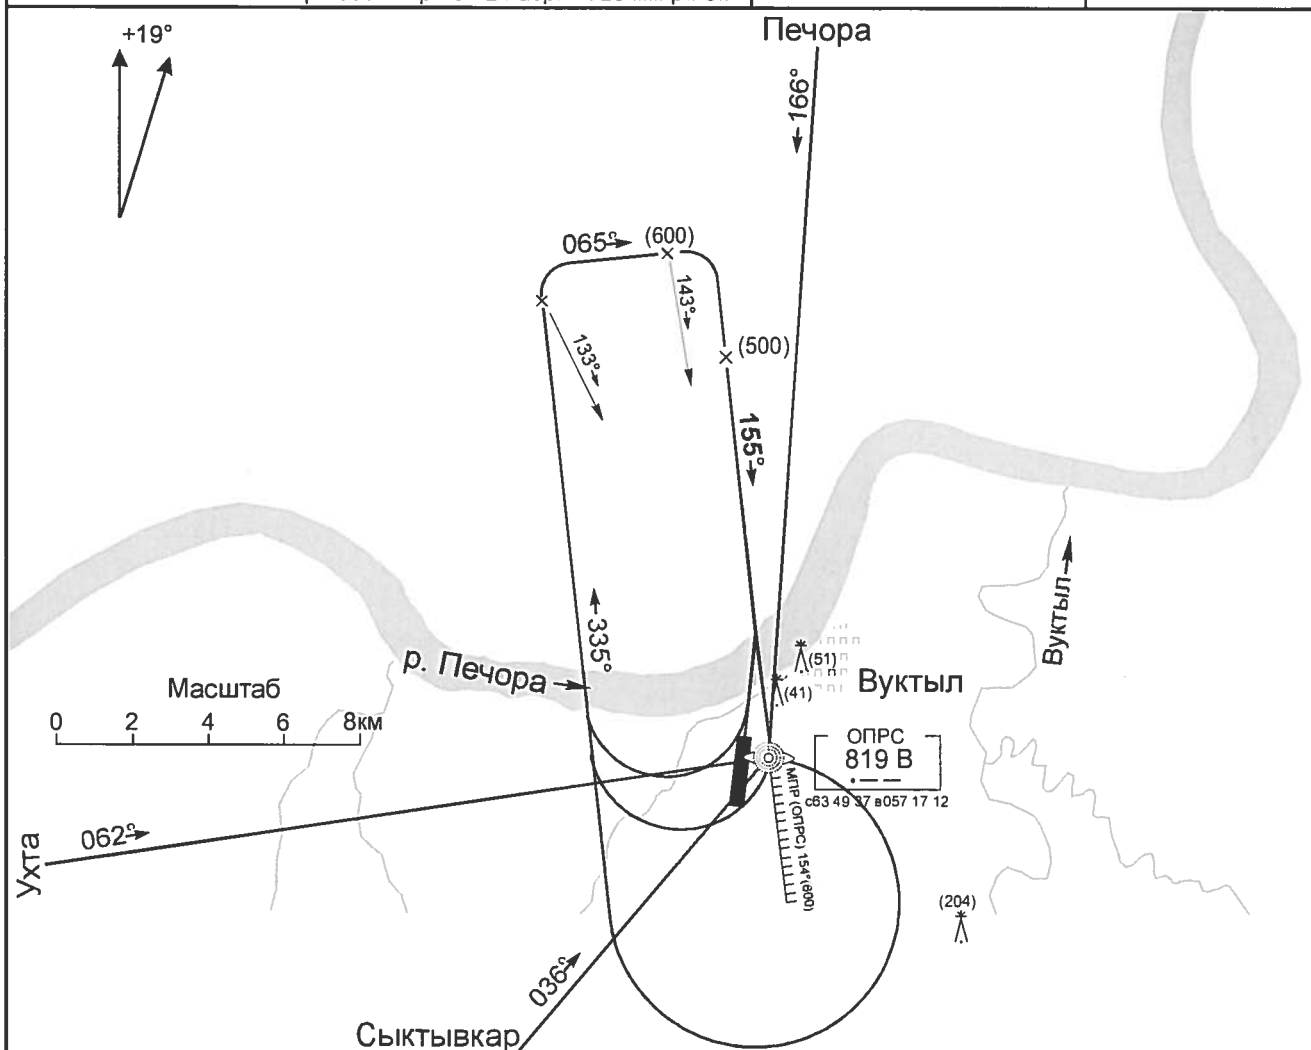 Печора
+19°
166°
065°
(600)
143°
133°
(500)
155°
335°
р. Печора
(51)
(41)
Вуктыл
Вуктыл
Масштаб
0 2 4 6 8км
ОПРС
819 В
с63 49 37 в057 17 12
МПР (ОПРС) 154°(600)
062°
Ухта
(204)
036°
Сыктывкар